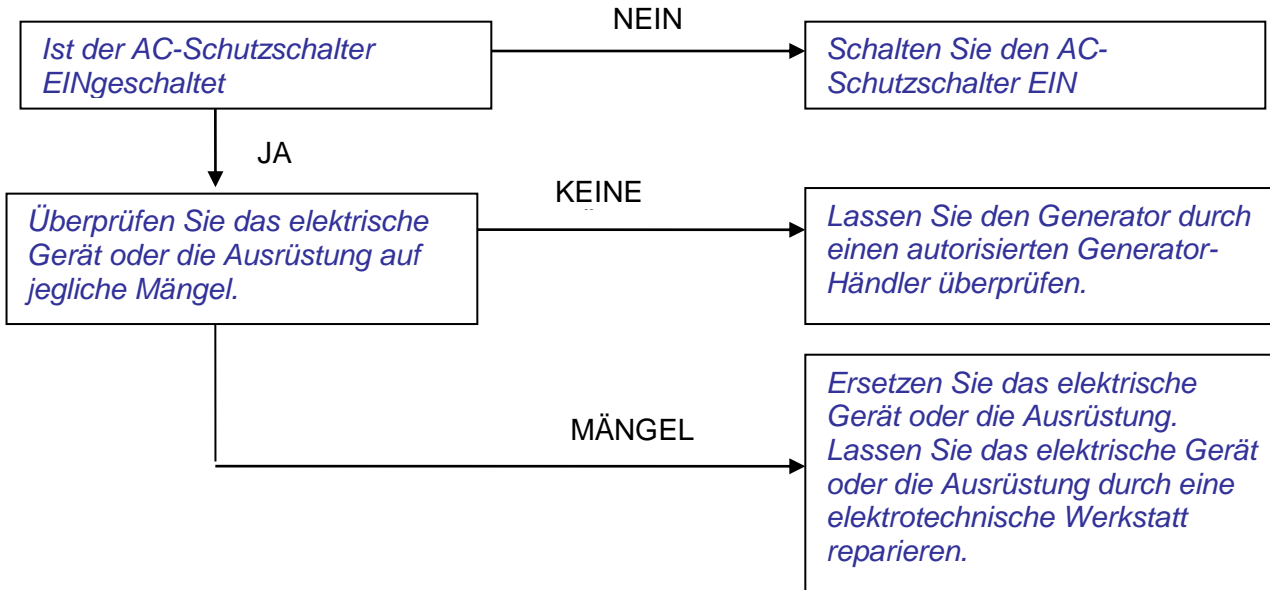 NEIN
Ist der AC-Schutzschalter
EINgeschaltet
Schalten Sie den AC-
Schutzschalter EIN
JA
KEINE
Überprüfen Sie das elektrische
Gerät oder die Ausrüstung auf
jegliche Mängel.
Lassen Sie den Generator durch
einen autorisierten Generator-
Händler überprüfen.
MÄNGEL
Ersetzen Sie das elektrische
Gerät oder die Ausrüstung.
Lassen Sie das elektrische Gerät
oder die Ausrüstung durch eine
elektrotechnische Werkstatt
reparieren.